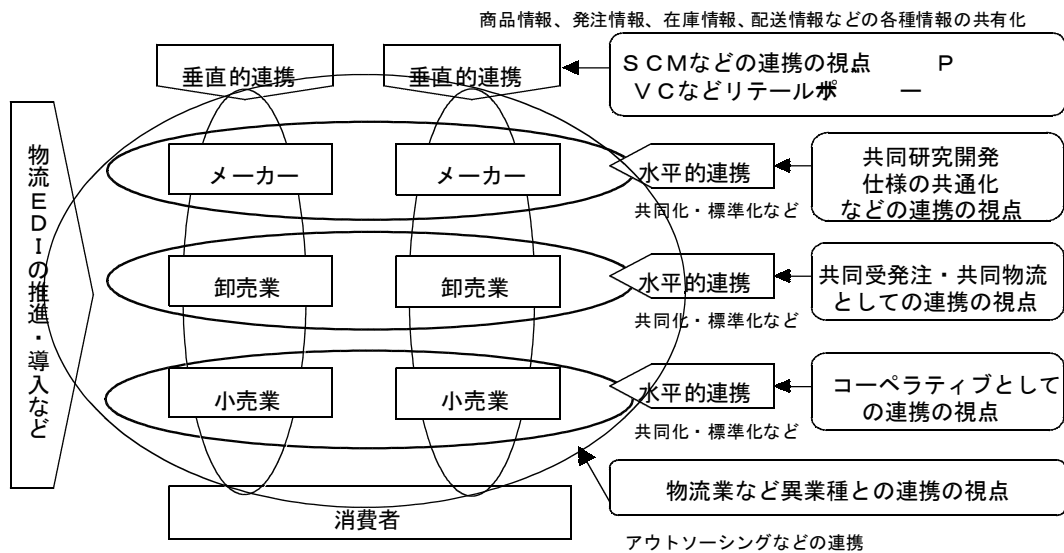 商品情報、発注情報、在庫情報、配送情報などの各種情報の共有化
垂直的連携
垂直的連携
SCMなどの連携の視点 P
VCなどリテールポ ー
物流EDIの推進・導入など
メーカー
メーカー
水平的連携
共同化・標準化など
共同研究開発
仕様の共通化
などの連携の視点
卸売業
卸売業
水平的連携
共同化・標準化など
共同受発注・共同物流
としての連携の視点
小売業
小売業
水平的連携
共同化・標準化など
コーペラティブとして
の連携の視点
消費者
物流業など異業種との連携の視点
アウトソーシングなどの連携